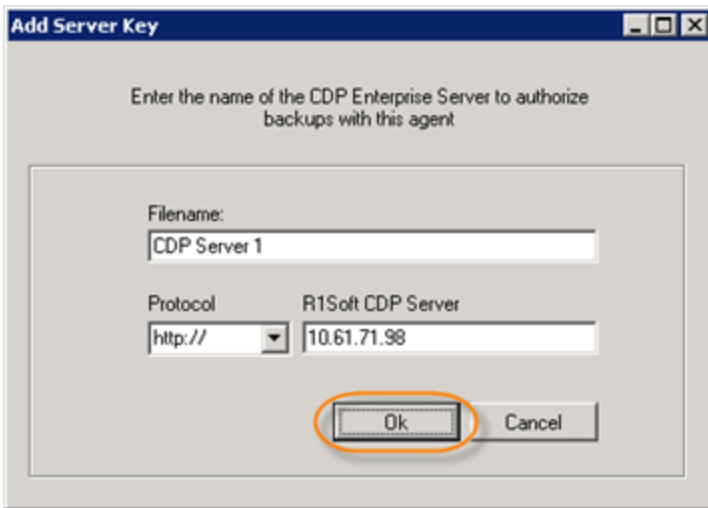 Add Server Key
Enter the name of the CDP Enterprise Server to authorize
backups with this agent
Filename:
CDP Server 1
Protocol R1Soft CDP Server
http:// 10.61.71.98
Ok Cancel